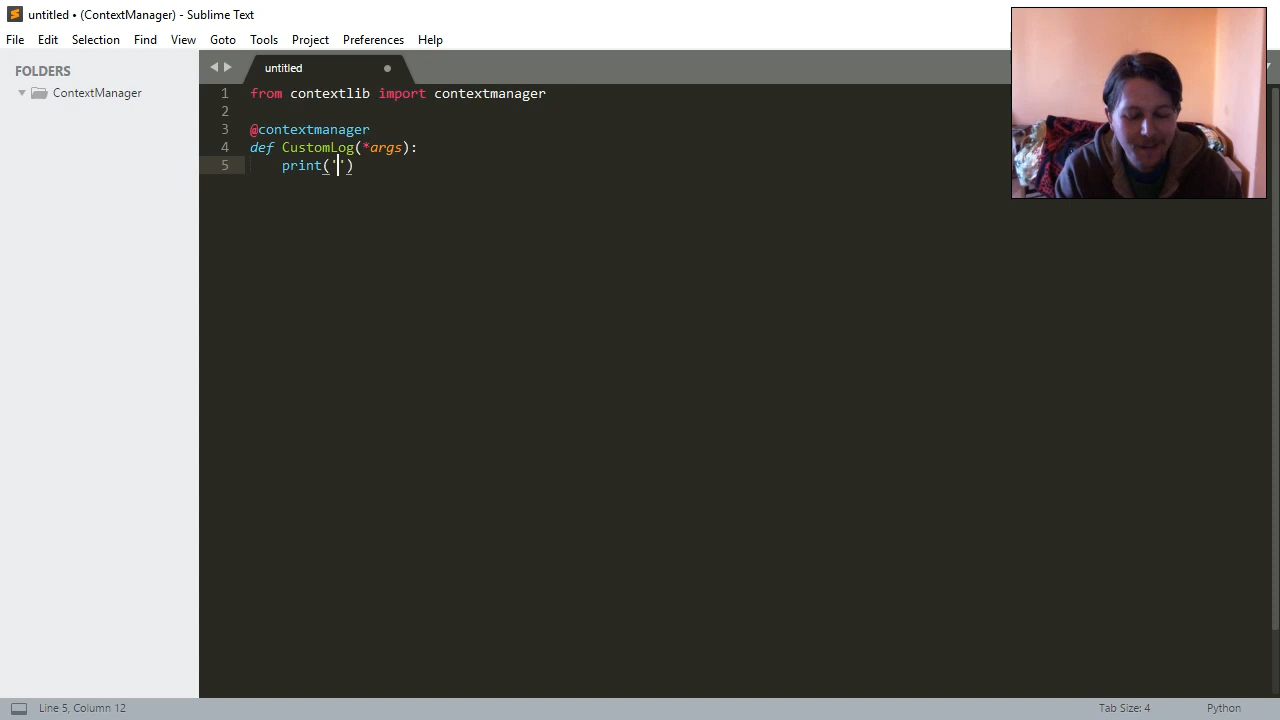 untitled • (ContextManager) - Sublime Text
File Edit Selection Find View Goto Tools Project Preferences Help
FOLDERS
ContextManager
untitled
1 from contextlib import contextmanager
2
3 @contextmanager
4 def CustomLog(*args):
5     print('')
Line 5, Column 12
Tab Size: 4
Python